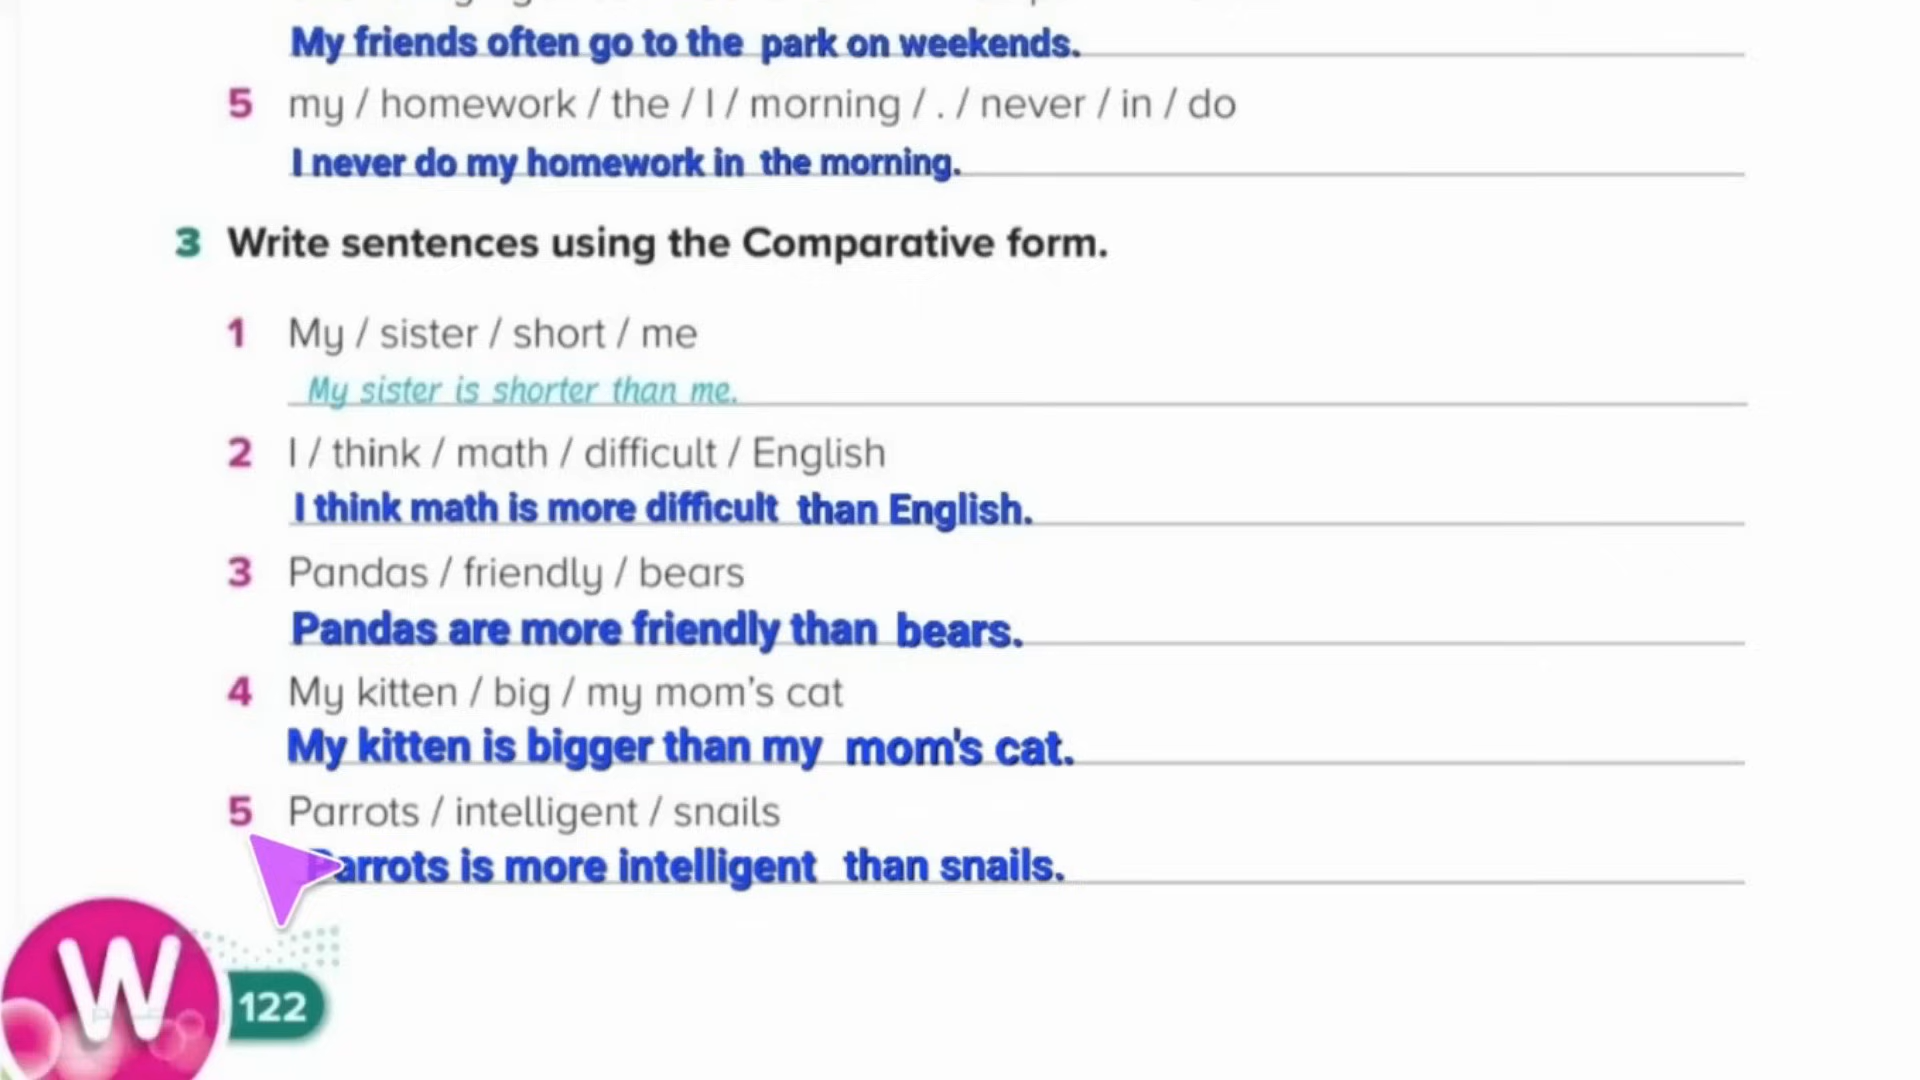 My friends often go to the park on weekends.
5 my / homework / the / I / morning / . / never / in / do
I never do my homework in the morning.
3 Write sentences using the Comparative form.
1 My / sister / short / me
My sister is shorter than me.
2 I / think / math / difficult / English
I think math is more difficult than English.
3 Pandas / friendly / bears
Pandas are more friendly than bears.
4 My kitten / big / my mom's cat
My kitten is bigger than my mom's cat.
5 Parrots / intelligent / snails
Parrots is more intelligent than snails.
W
122